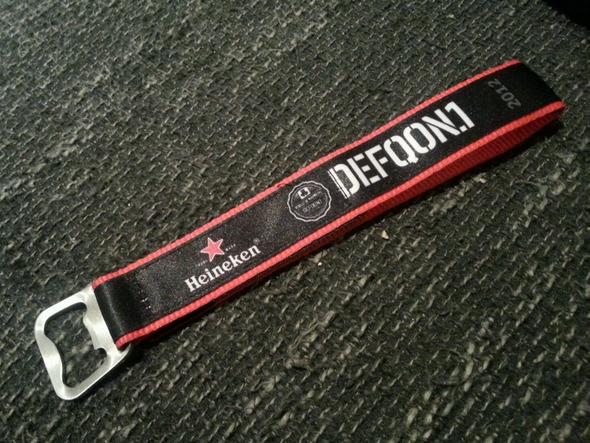 Heineken
DEFQON.1
2012